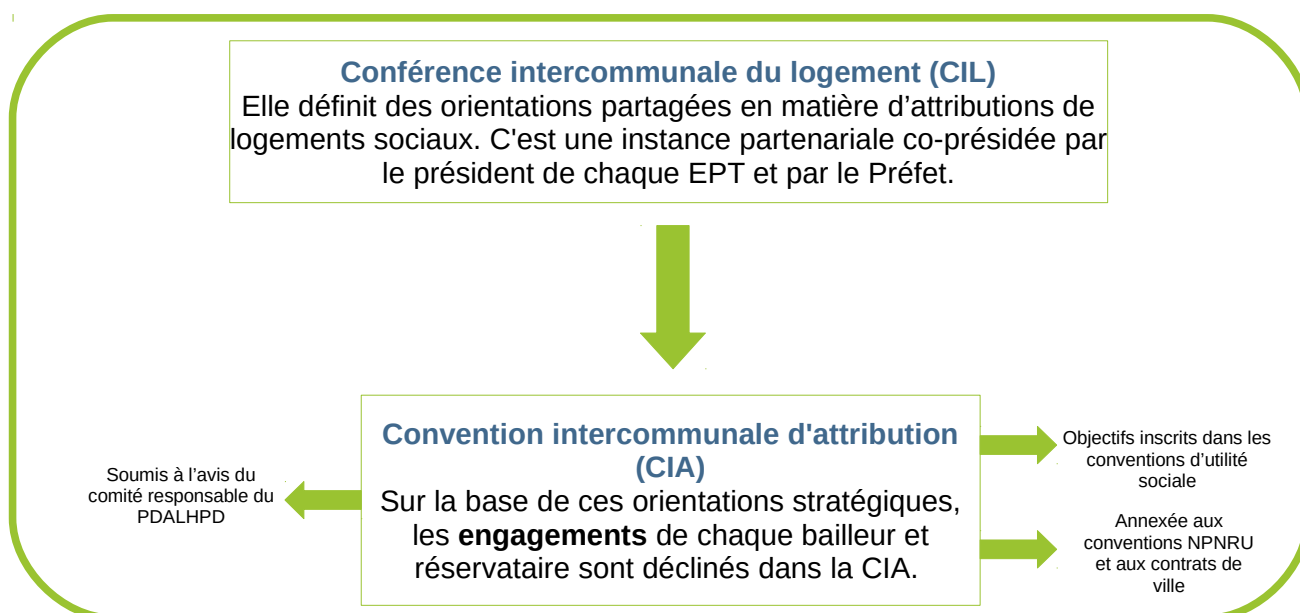 Conférence intercommunale du logement (CIL)
Elle définit des orientations partagées en matière d’attributions de
logements sociaux. C'est une instance partenariale co-présidée par
le président de chaque EPT et par le Préfet.
Convention intercommunale d'attribution
(CIA)
Sur la base de ces orientations stratégiques,
les engagements de chaque bailleur et
réservataire sont déclinés dans la CIA.
Soumis à l’avis du
comité responsable du
PDALHPD
Objectifs inscrits dans les
conventions d’utilité
sociale
Annexée aux
conventions NPNRU
et aux contrats de
ville